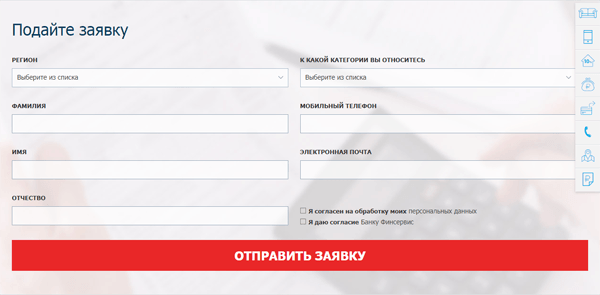 Подайте заявку
РЕГИОН
К КАКОЙ КАТЕГОРИИ ВЫ ОТНОСИТЕСЬ
Выберите из списка
Выберите из списка
ФАМИЛИЯ
МОБИЛЬНЫЙ ТЕЛЕФОН
ИМЯ
ЭЛЕКТРОННАЯ ПОЧТА
ОТЧЕСТВО
Я согласен на обработку моих персональных данных
Я даю согласие Банку Финсервис
ОТПРАВИТЬ ЗАЯВКУ